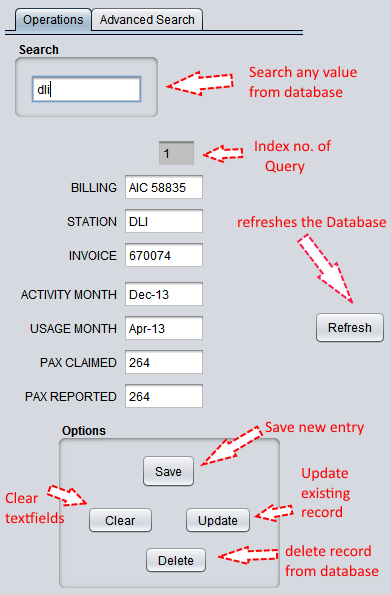 Operations
Advanced Search
Search
dli
Search any value
from database
1
Index no. of
Query
BILLING AIC 58835
STATION DLI
refreshes the Database
INVOICE 670074
ACTIVITY MONTH Dec-13
USAGE MONTH Apr-13
Refresh
PAX CLAIMED 264
PAX REPORTED 264
Options
Save new entry
Save
Update
existing
record
Clear
textfields
Clear
Update
Delete
delete record
from database